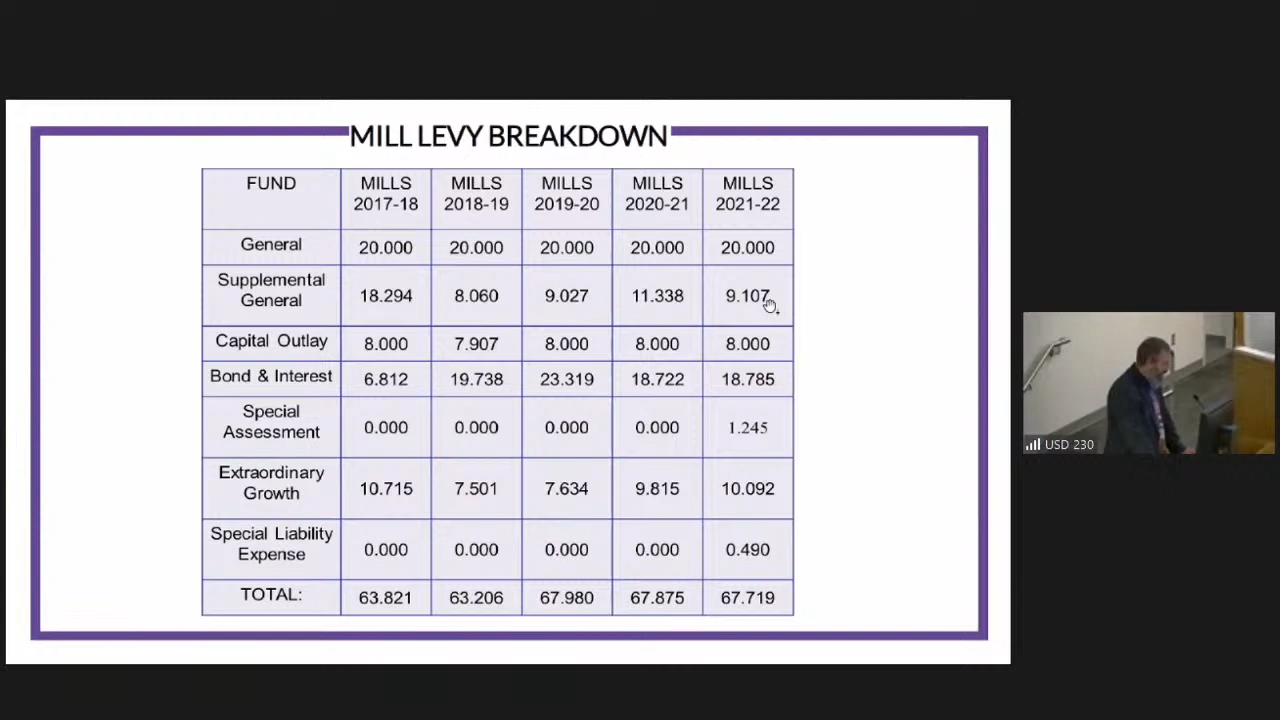 MILL LEVY BREAKDOWN
FUND MILLS 2017-18 MILLS 2018-19 MILLS 2019-20 MILLS 2020-21 MILLS 2021-22
General 20.000 20.000 20.000 20.000 20.000
Supplemental General 18.294 8.060 9.027 11.338 9.107
Capital Outlay 8.000 7.907 8.000 8.000 8.000
Bond & Interest 6.812 19.738 23.319 18.722 18.785
Special Assessment 0.000 0.000 0.000 0.000 1.245
Extraordinary Growth 10.715 7.501 7.634 9.815 10.092
Special Liability Expense 0.000 0.000 0.000 0.000 0.490
TOTAL: 63.821 63.206 67.980 67.875 67.719
USD 230